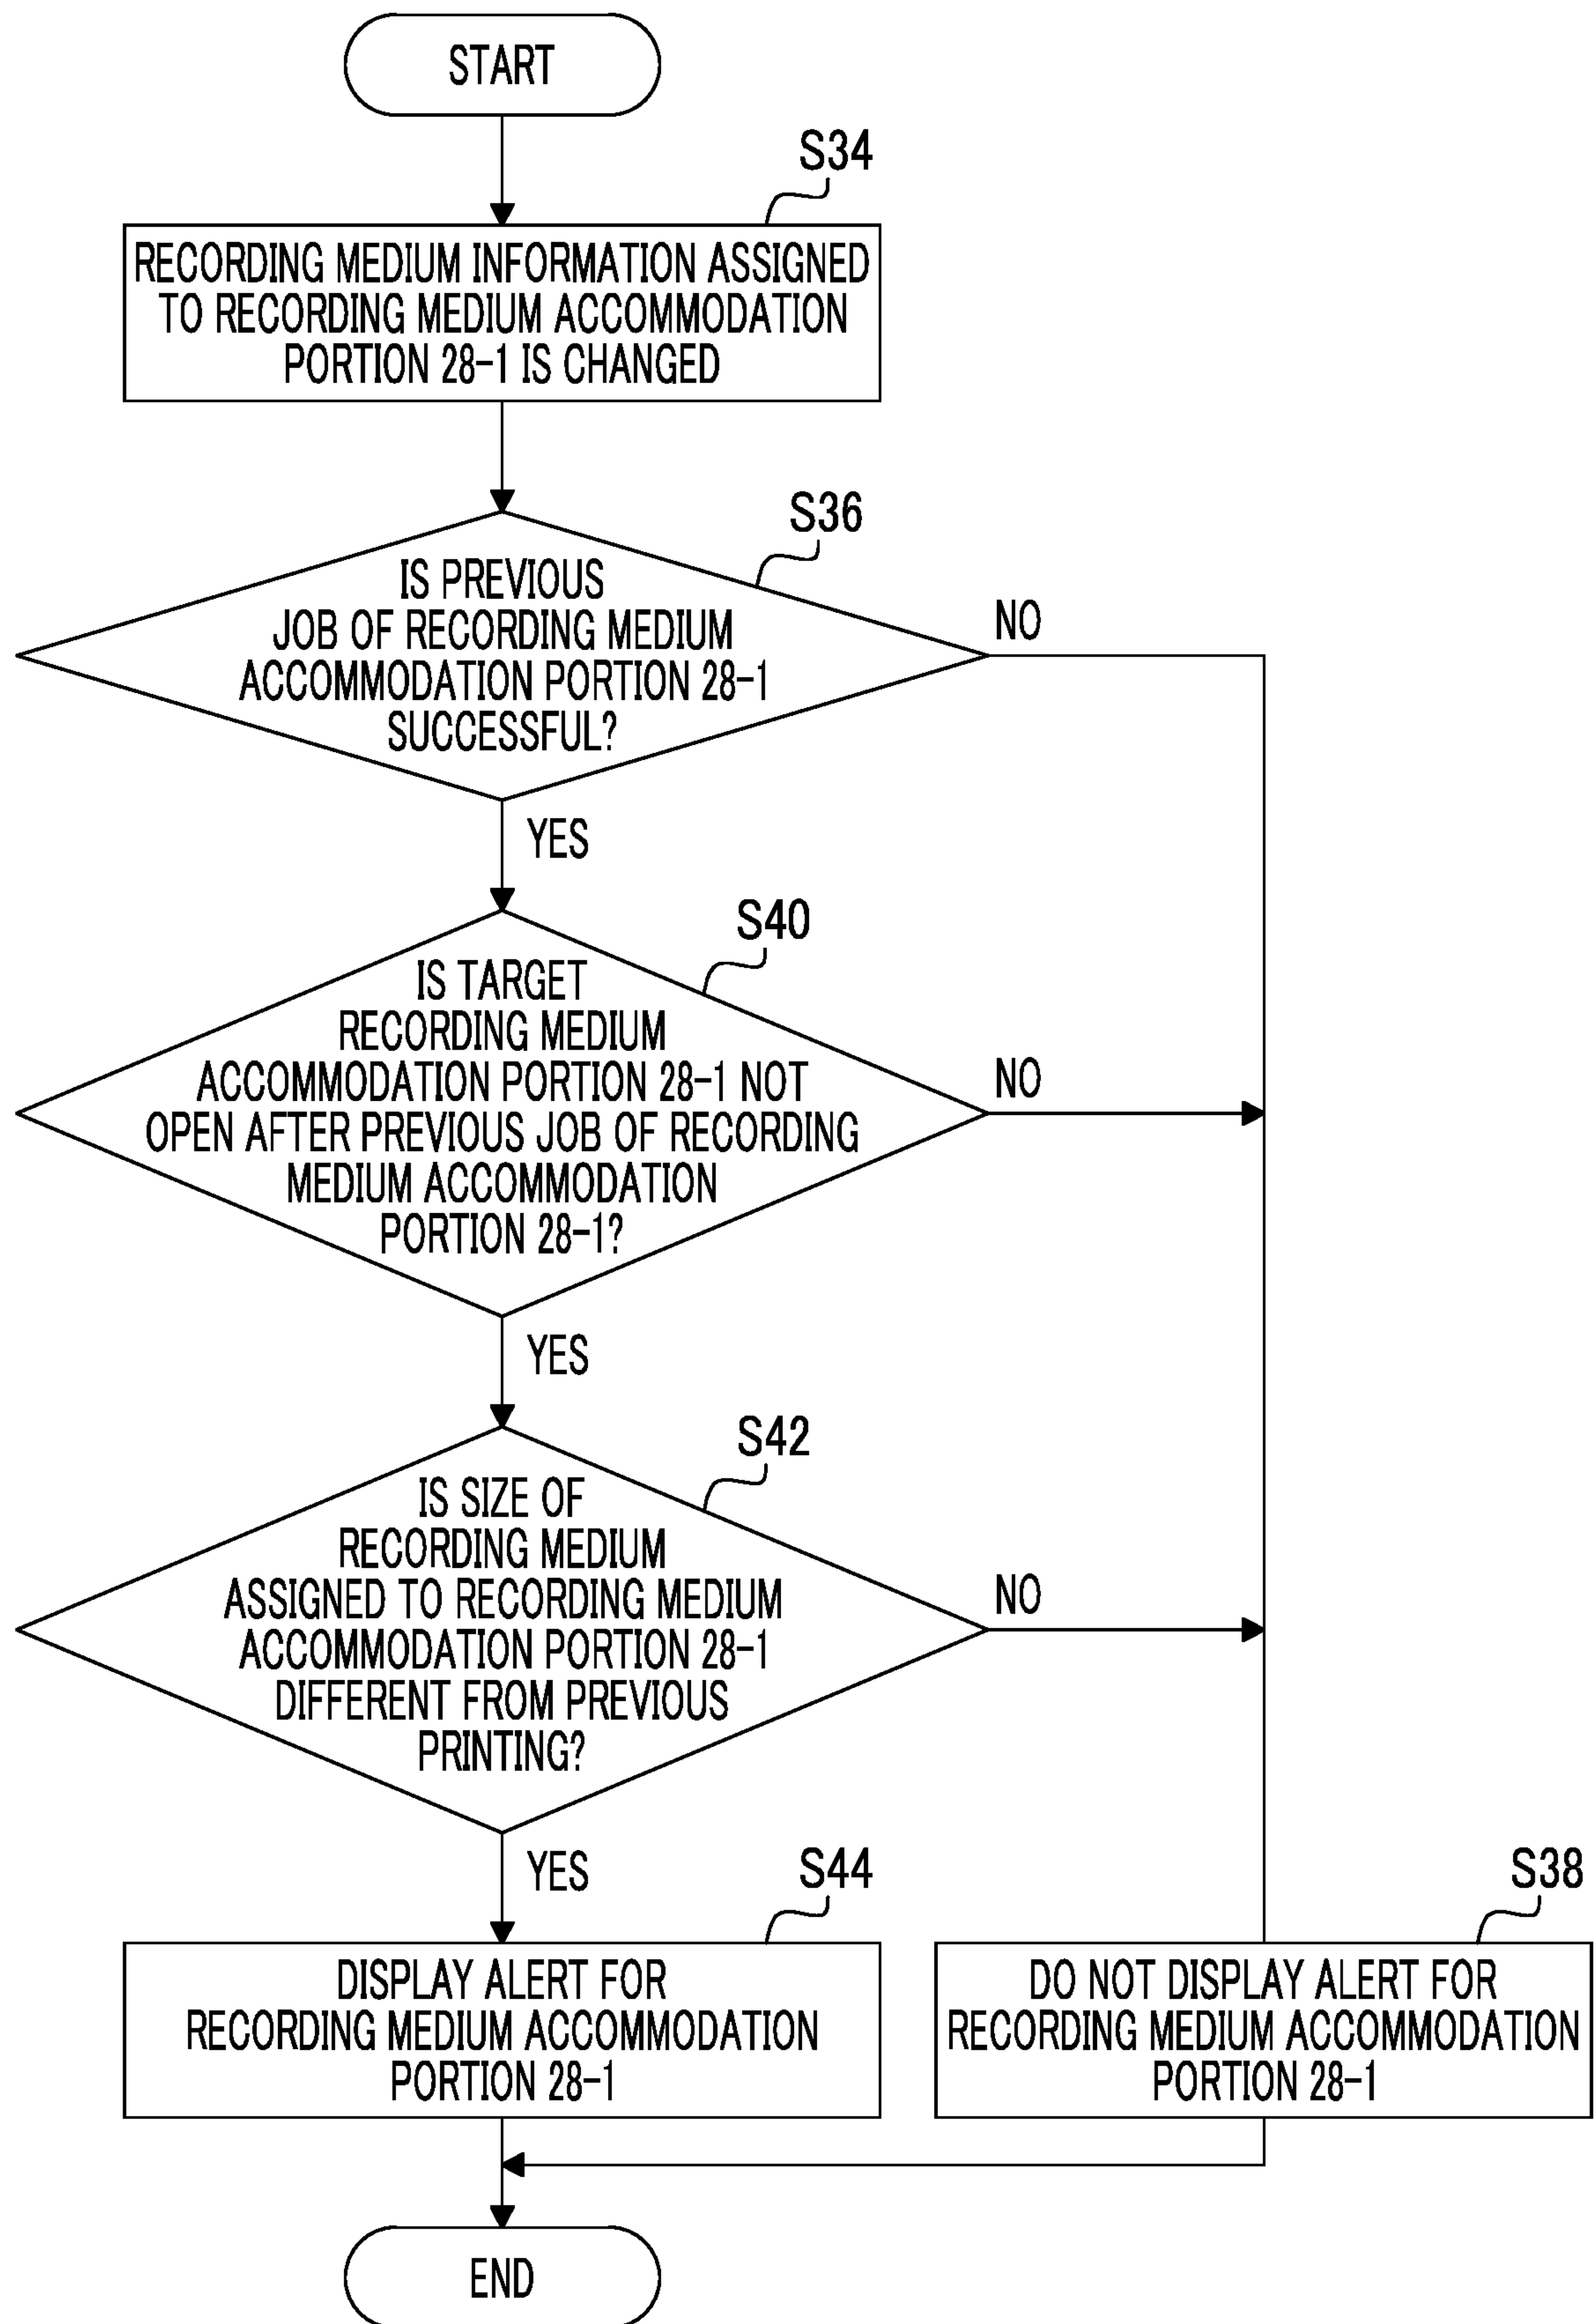 START
S34
RECORDING MEDIUM INFORMATION ASSIGNED
TO RECORDING MEDIUM ACCOMMODATION
PORTION 28-1 IS CHANGED
S36
IS PREVIOUS
JOB OF RECORDING MEDIUM
ACCOMMODATION PORTION 28-1
SUCCESSFUL?
NO
YES
S40
IS TARGET
RECORDING MEDIUM
ACCOMMODATION PORTION 28-1 NOT
OPEN AFTER PREVIOUS JOB OF RECORDING
MEDIUM ACCOMMODATION
PORTION 28-1?
NO
YES
S42
IS SIZE OF
RECORDING MEDIUM
ASSIGNED TO RECORDING MEDIUM
ACCOMMODATION PORTION 28-1
DIFFERENT FROM PREVIOUS
PRINTING?
NO
YES
S44
DISPLAY ALERT FOR
RECORDING MEDIUM ACCOMMODATION
PORTION 28-1
S38
DO NOT DISPLAY ALERT FOR
RECORDING MEDIUM ACCOMMODATION
PORTION 28-1
END